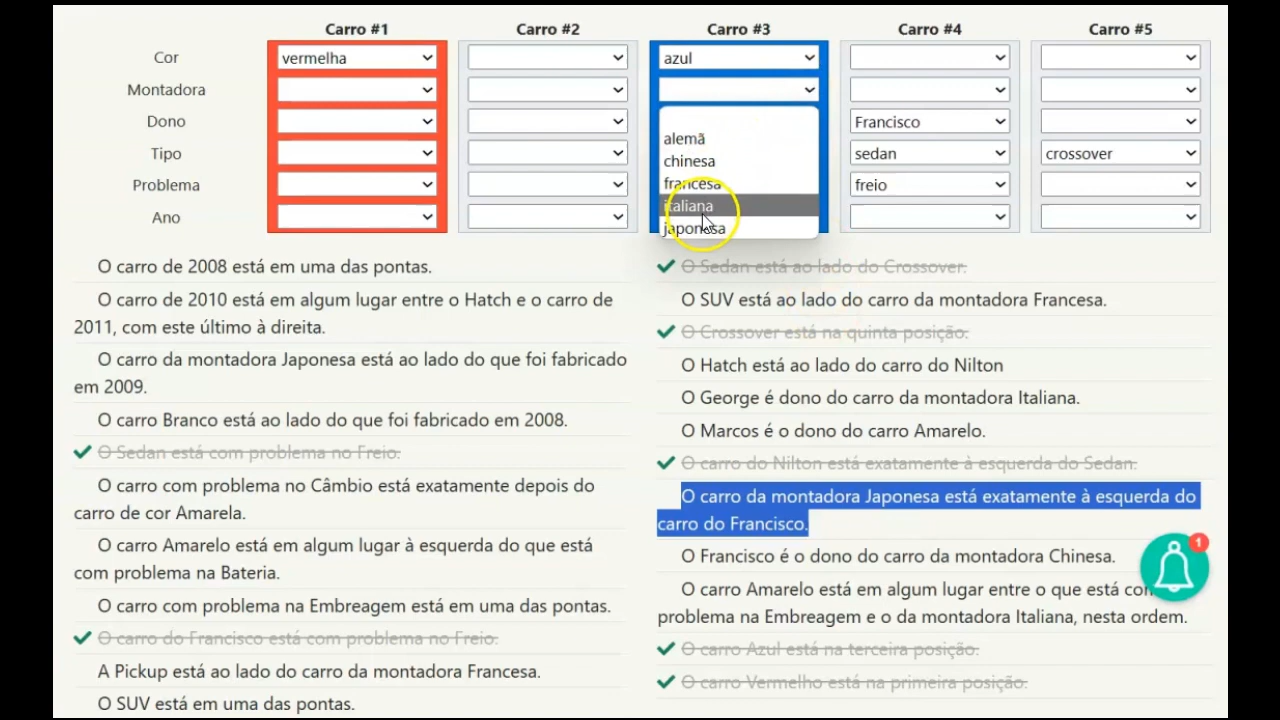 Carro #1 Carro #2 Carro #3 Carro #4 Carro #5
Cor vermelha azul
Montadora
Dono Francisco
Tipo sedan crossover
Problema freio
Ano
alemã
chinesa
francesa
italiana
japonesa
O carro de 2008 está em uma das pontas.
O carro de 2010 está em algum lugar entre o Hatch e o carro de
2011, com este último à direita.
O carro da montadora Japonesa está ao lado do que foi fabricado
em 2009.
O carro Branco está ao lado do que foi fabricado em 2008.
O Sedan está com problema no Freio.
O carro com problema no Câmbio está exatamente depois do
carro de cor Amarela.
O carro Amarelo está em algum lugar à esquerda do que está
com problema na Bateria.
O carro com problema na Embreagem está em uma das pontas.
O carro do Francisco está com problema no Freio.
A Pickup está ao lado do carro da montadora Francesa.
O SUV está em uma das pontas.
O Sedan está ao lado do Crossover.
O SUV está ao lado do carro da montadora Francesa.
O Crossover está na quinta posição.
O Hatch está ao lado do carro do Nilton
O George é dono do carro da montadora Italiana.
O Marcos é o dono do carro Amarelo.
O carro do Nilton está exatamente à esquerda do Sedan.
O carro da montadora Japonesa está exatamente à esquerda do
carro do Francisco.
O Francisco é o dono do carro da montadora Chinesa.
O carro Amarelo está em algum lugar entre o que está
problema na Embreagem e o da montadora Italiana, nesta ordem.
O carro Azul está na terceira posição.
O carro Vermelho está na primeira posição.
1